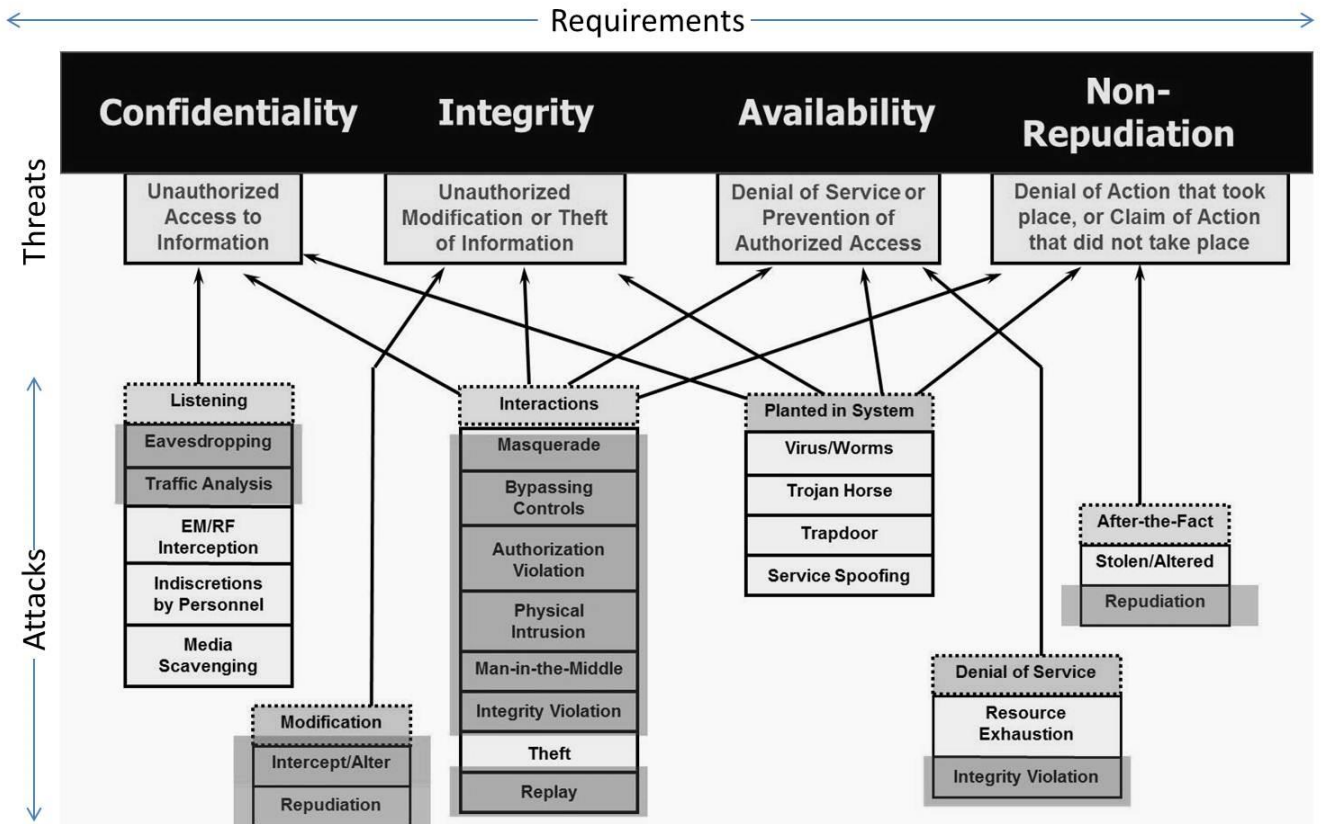 Requirements
Confidentiality
Integrity
Availability
Non-
Repudiation
Threats
Unauthorized
Access to
Information
Unauthorized
Modification or Theft
of Information
Denial of Service or
Prevention of
Authorized Access
Denial of Action that took
place, or Claim of Action
that did not take place
Attacks
Listening
Eavesdropping
Traffic Analysis
EM/RF
Interception
Indiscretions
by Personnel
Media
Scavenging
Modification
Intercept/Alter
Repudiation
Interactions
Masquerade
Bypassing
Controls
Authorization
Violation
Physical
Intrusion
Man-in-the-Middle
Integrity Violation
Theft
Replay
Planted in System
Virus/Worms
Trojan Horse
Trapdoor
Service Spoofing
Denial of Service
Resource
Exhaustion
Integrity Violation
After-the-Fact
Stolen/Altered
Repudiation